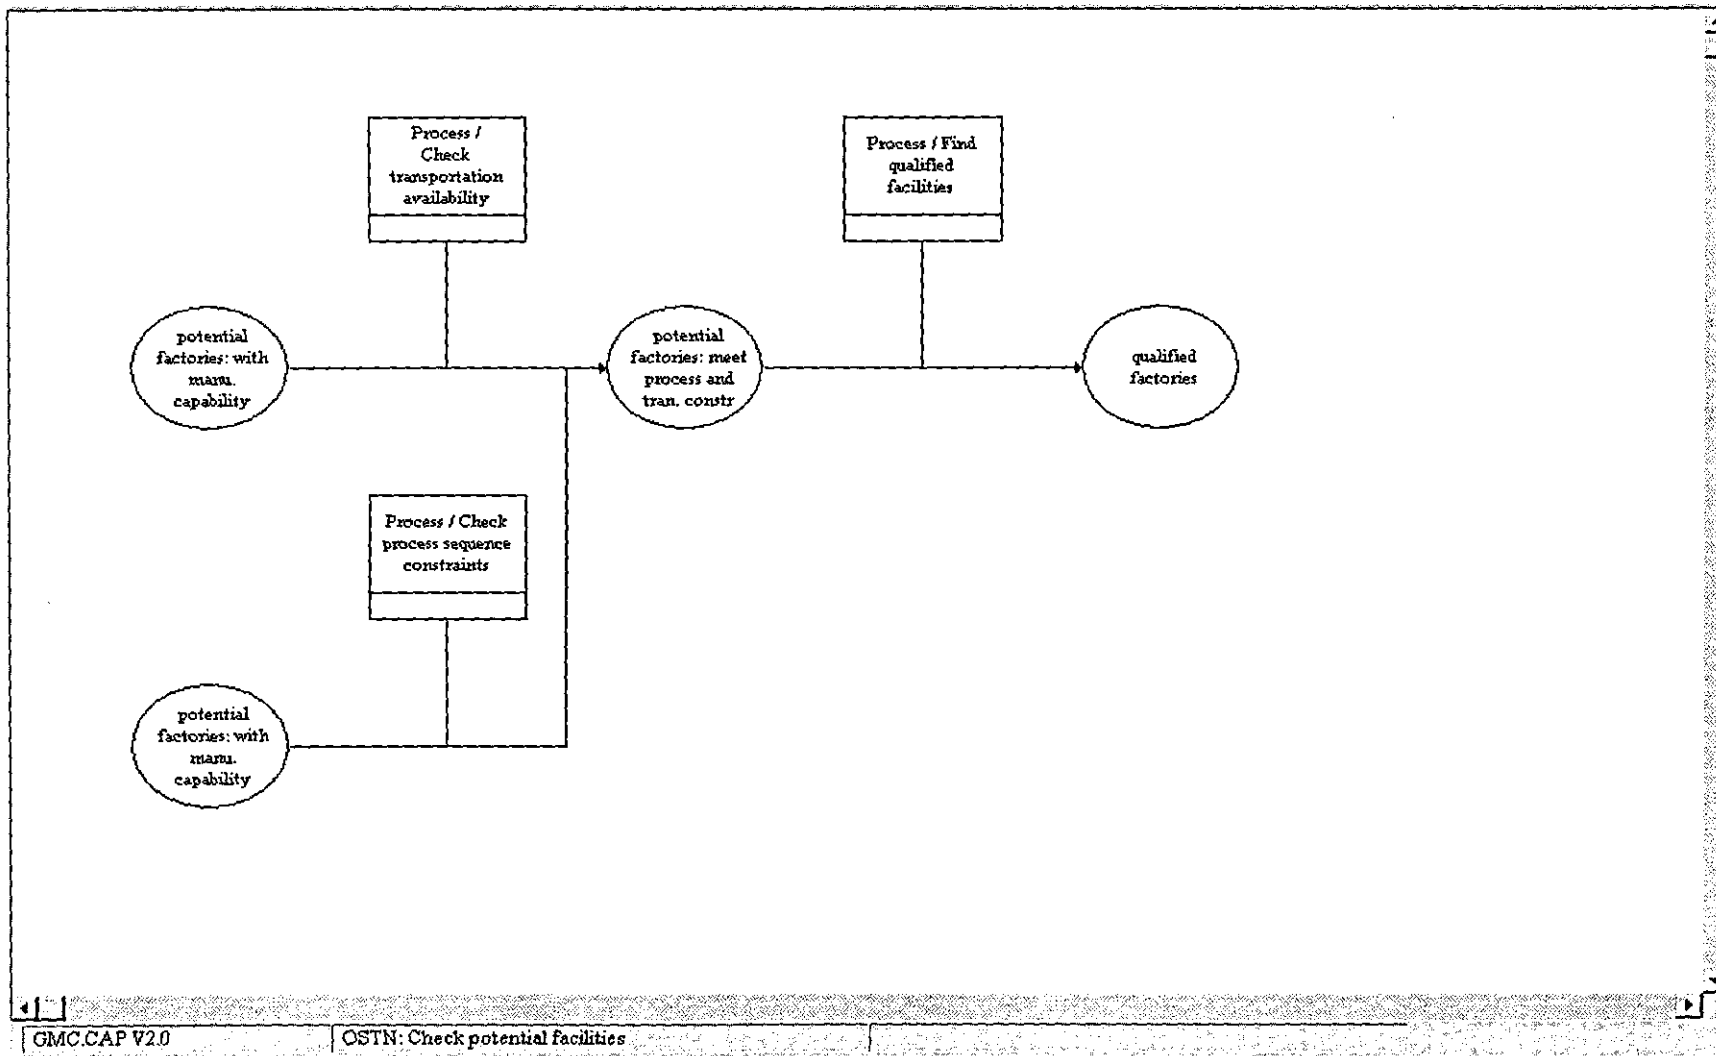 Process /
Check
transportation
availability
Process / Find
qualified
facilities
potential
factories: with
manu.
capability
potential
factories: meet
process and
tran. constr
qualified
factories
Process / Check
process sequence
constraints
potential
factories: with
manu.
capability
GMC.CAP V2.0
OSTN: Check potential facilities